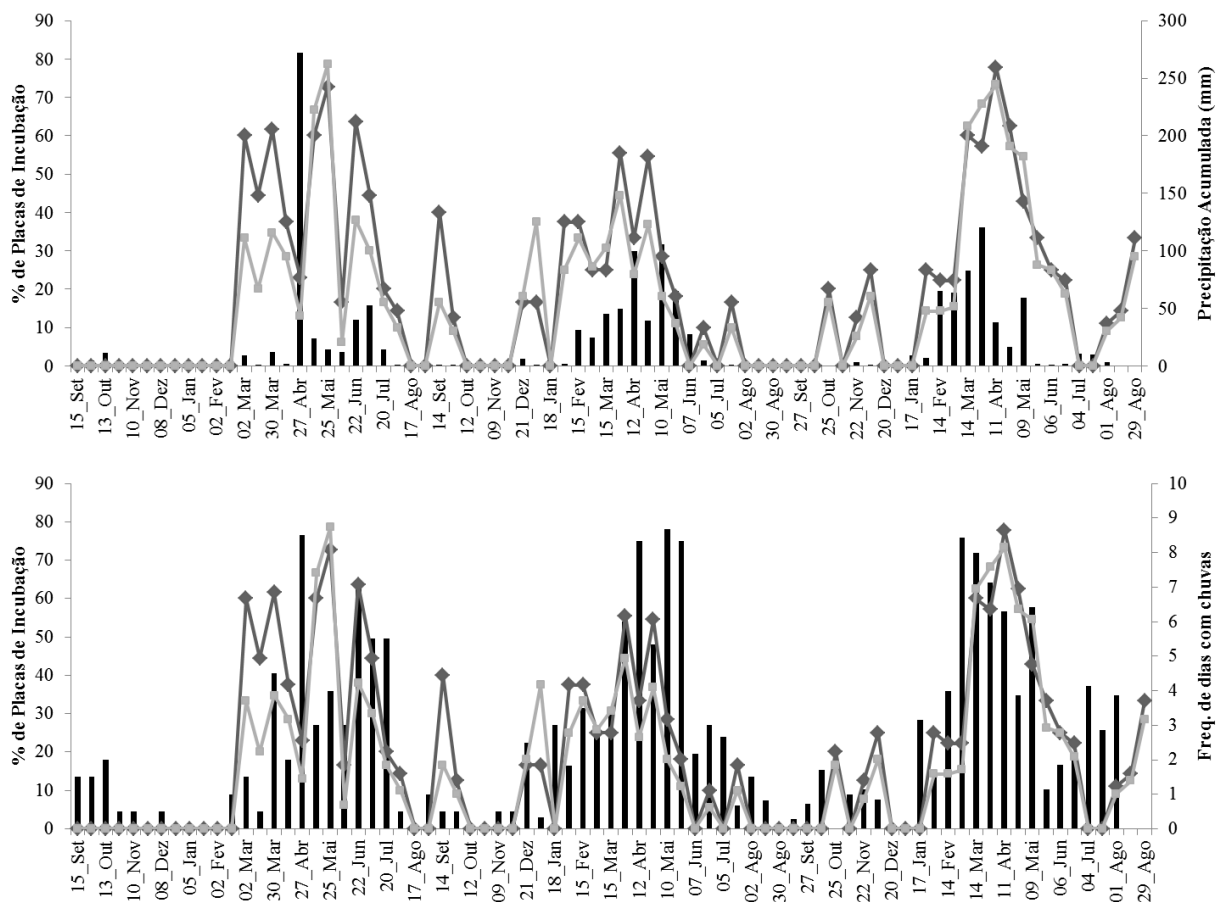 % de Placas de Incubação
90
80
70
60
50
40
30
20
10
0
300
250
200
150
100
50
0
Precipitação Acumulada (mm)
15_Set
13_Out
10_Nov
08_Dez
05_Jan
02_Fev
02_Mar
30_Mar
27_Abr
25_Mai
22_Jun
20_Jul
17_Ago
14_Set
12_Out
09_Nov
21_Dez
18_Jan
15_Fev
15_Mar
12_Abr
10_Mai
07_Jun
05_Jul
02_Ago
30_Ago
27_Set
25_Out
22_Nov
20_Dez
17_Jan
14_Fev
14_Mar
11_Abr
09_Mai
06_Jun
04_Jul
01_Ago
29_Ago
% de Placas de Incubação
90
80
70
60
50
40
30
20
10
0
10
9
8
7
6
5
4
3
2
1
0
Freq. de dias com chuvas
15_Set
13_Out
10_Nov
08_Dez
05_Jan
02_Fev
02_Mar
30_Mar
27_Abr
25_Mai
22_Jun
20_Jul
17_Ago
14_Set
12_Out
09_Nov
21_Dez
18_Jan
15_Fev
15_Mar
12_Abr
10_Mai
07_Jun
05_Jul
02_Ago
30_Ago
27_Set
25_Out
22_Nov
20_Dez
17_Jan
14_Fev
14_Mar
11_Abr
09_Mai
06_Jun
04_Jul
01_Ago
29_Ago